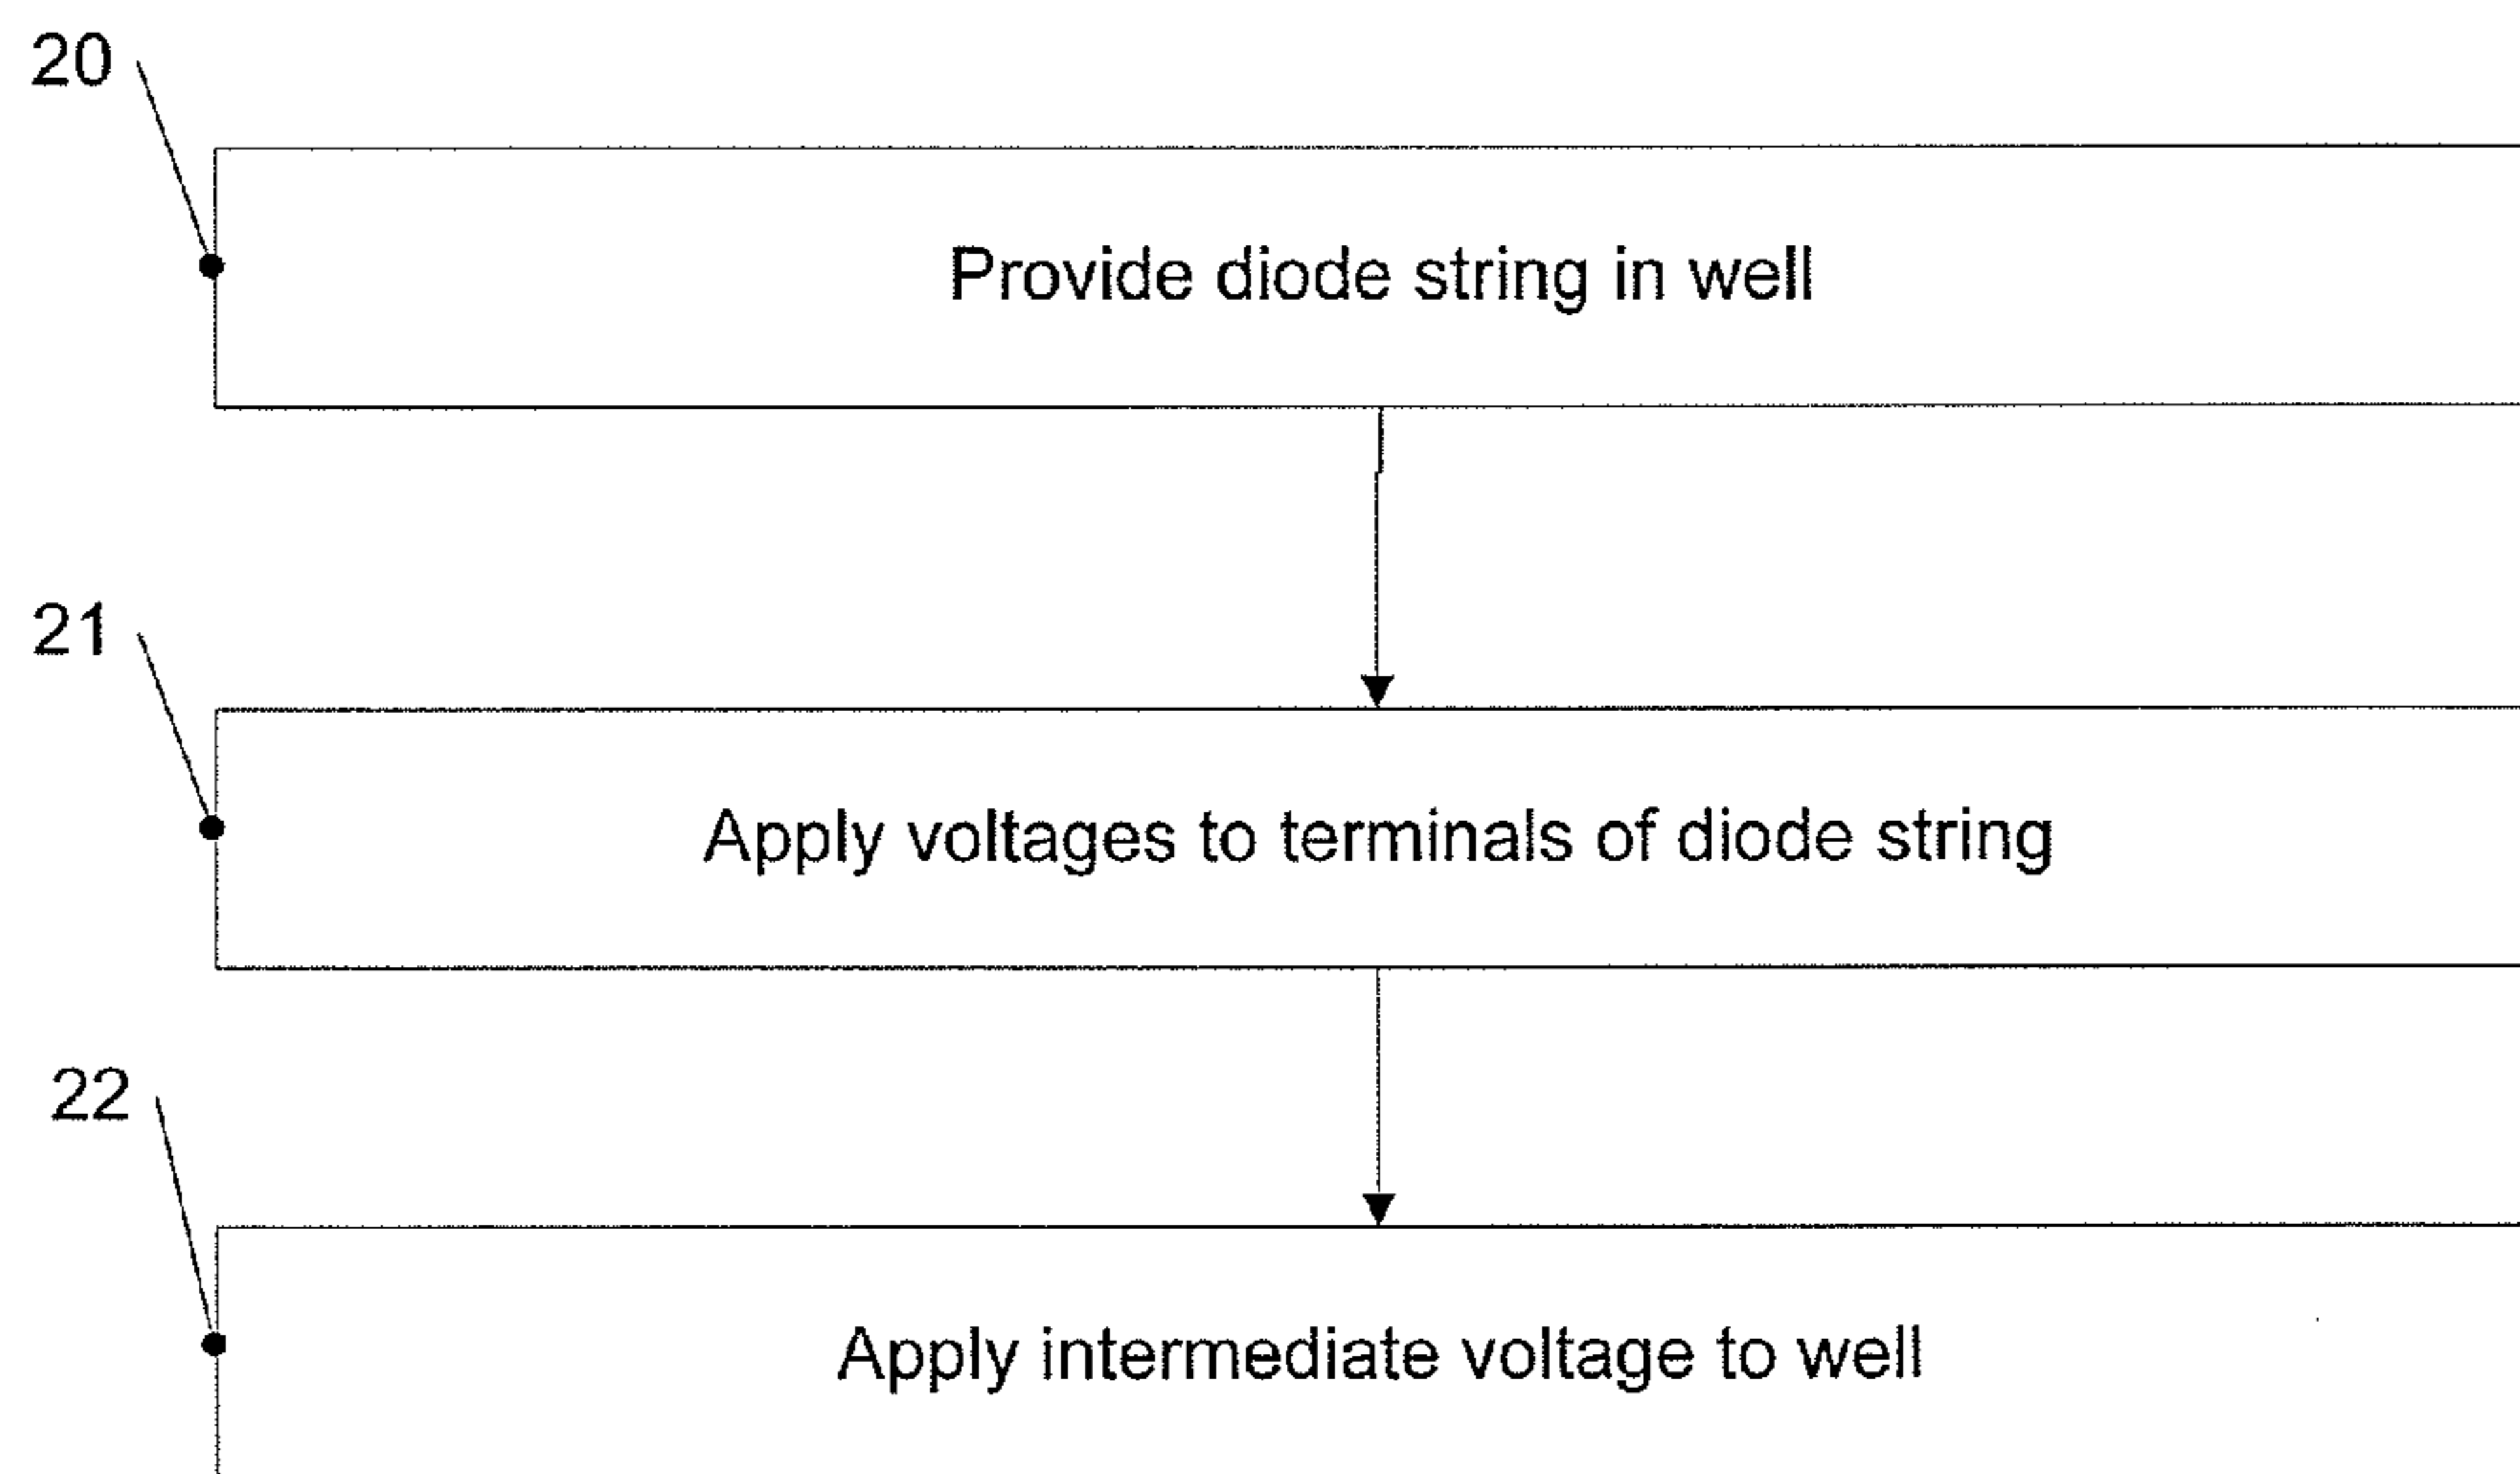 20
Provide diode string in well
21
Apply voltages to terminals of diode string
22
Apply intermediate voltage to well